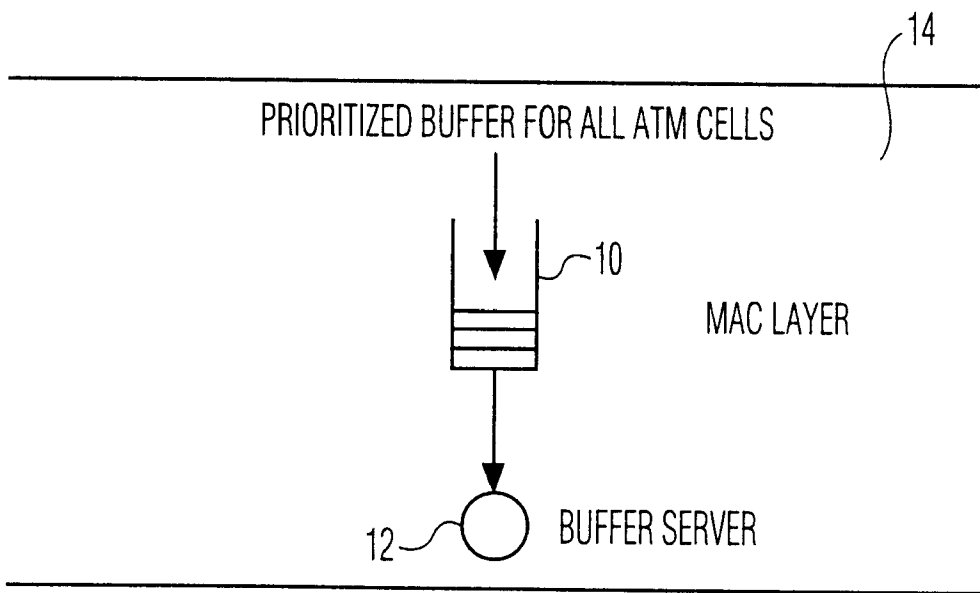 14
PRIORITIZED BUFFER FOR ALL ATM CELLS
10
MAC LAYER
12
BUFFER SERVER